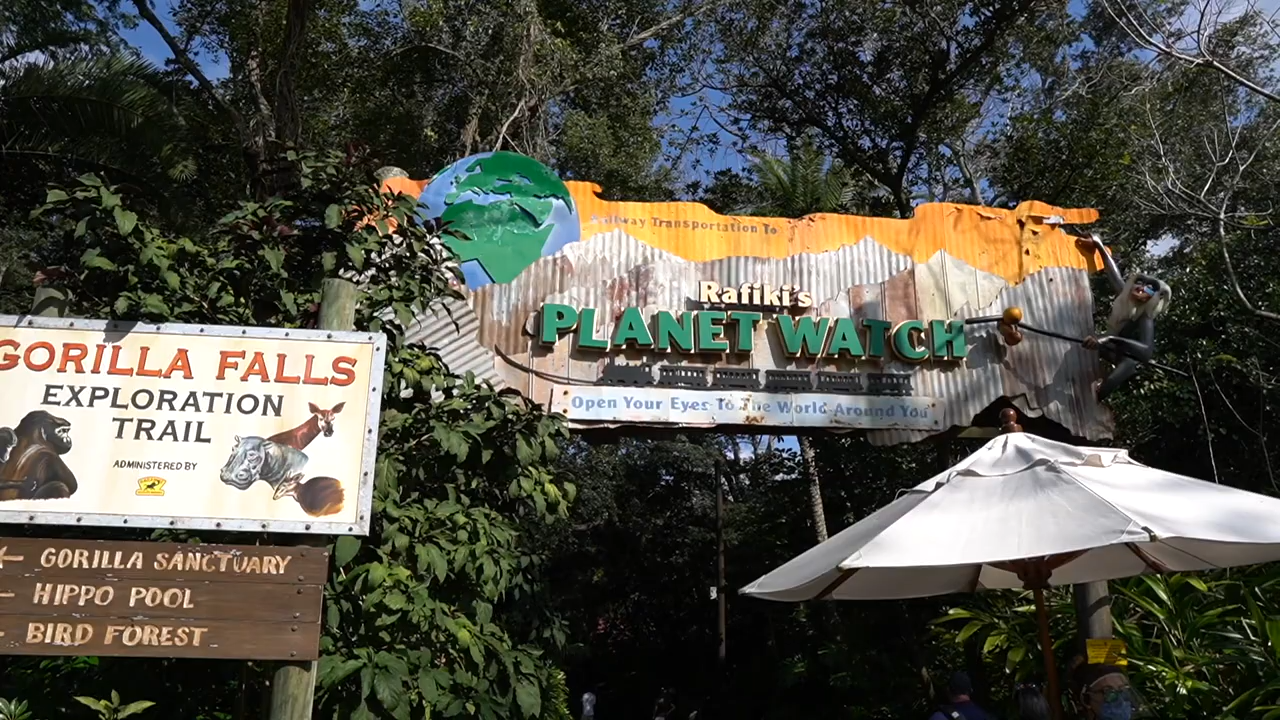 GORILLA FALLS
EXPLORATION
TRAIL
ADMINISTERED BY
GORILLA SANCTUARY
HIPPO POOL
BIRD FOREST
Railway Transportation To
Rafiki's
PLANET WATCH
Open Your Eyes To The World Around You